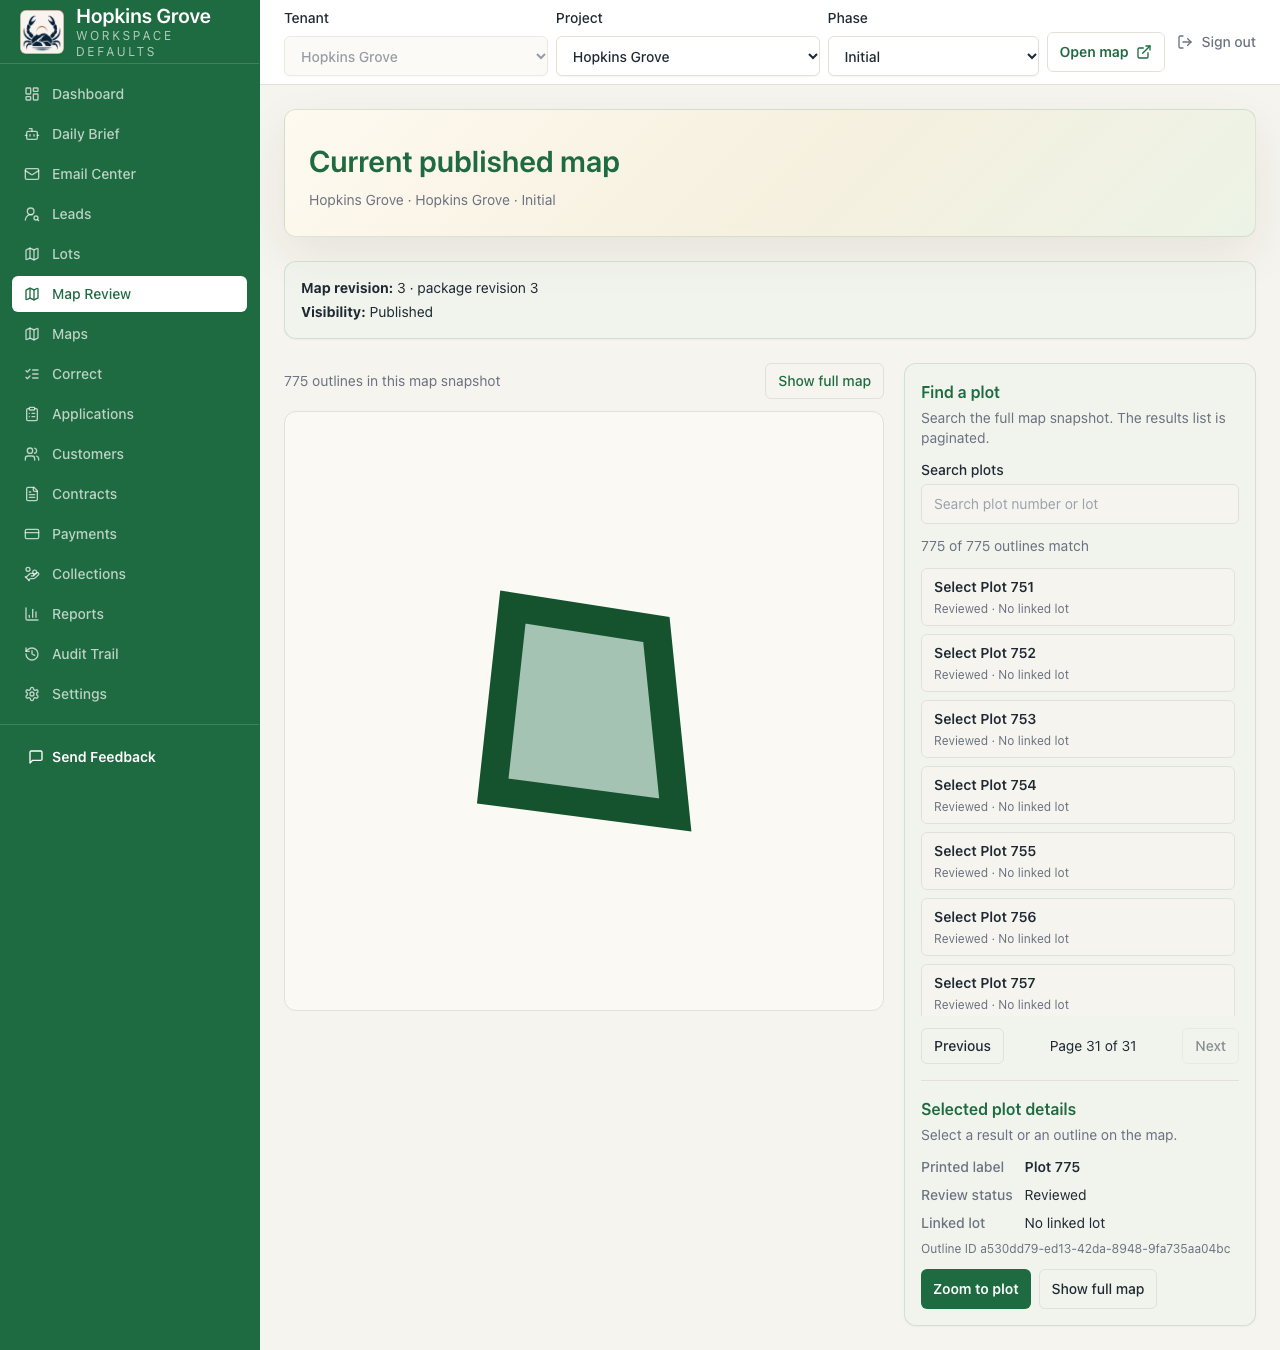 Hopkins Grove
WORKSPACE
DEFAULTS
Dashboard
Daily Brief
Email Center
Leads
Lots
Map Review
Maps
Correct
Applications
Customers
Contracts
Payments
Collections
Reports
Audit Trail
Settings
Send Feedback
Tenant
Hopkins Grove
Project
Hopkins Grove
Phase
Initial
Open map
Sign out
Current published map
Hopkins Grove · Hopkins Grove · Initial
Map revision: 3 · package revision 3
Visibility: Published
775 outlines in this map snapshot
Show full map
Find a plot
Search the full map snapshot. The results list is
paginated.
Search plots
Search plot number or lot
775 of 775 outlines match
Select Plot 751
Reviewed · No linked lot
Select Plot 752
Reviewed · No linked lot
Select Plot 753
Reviewed · No linked lot
Select Plot 754
Reviewed · No linked lot
Select Plot 755
Reviewed · No linked lot
Select Plot 756
Reviewed · No linked lot
Select Plot 757
Reviewed · No linked lot
Previous
Page 31 of 31
Next
Selected plot details
Select a result or an outline on the map.
Printed label Plot 775
Review status Reviewed
Linked lot No linked lot
Outline ID a530dd79-ed13-42da-8948-9fa735aa04bc
Zoom to plot
Show full map